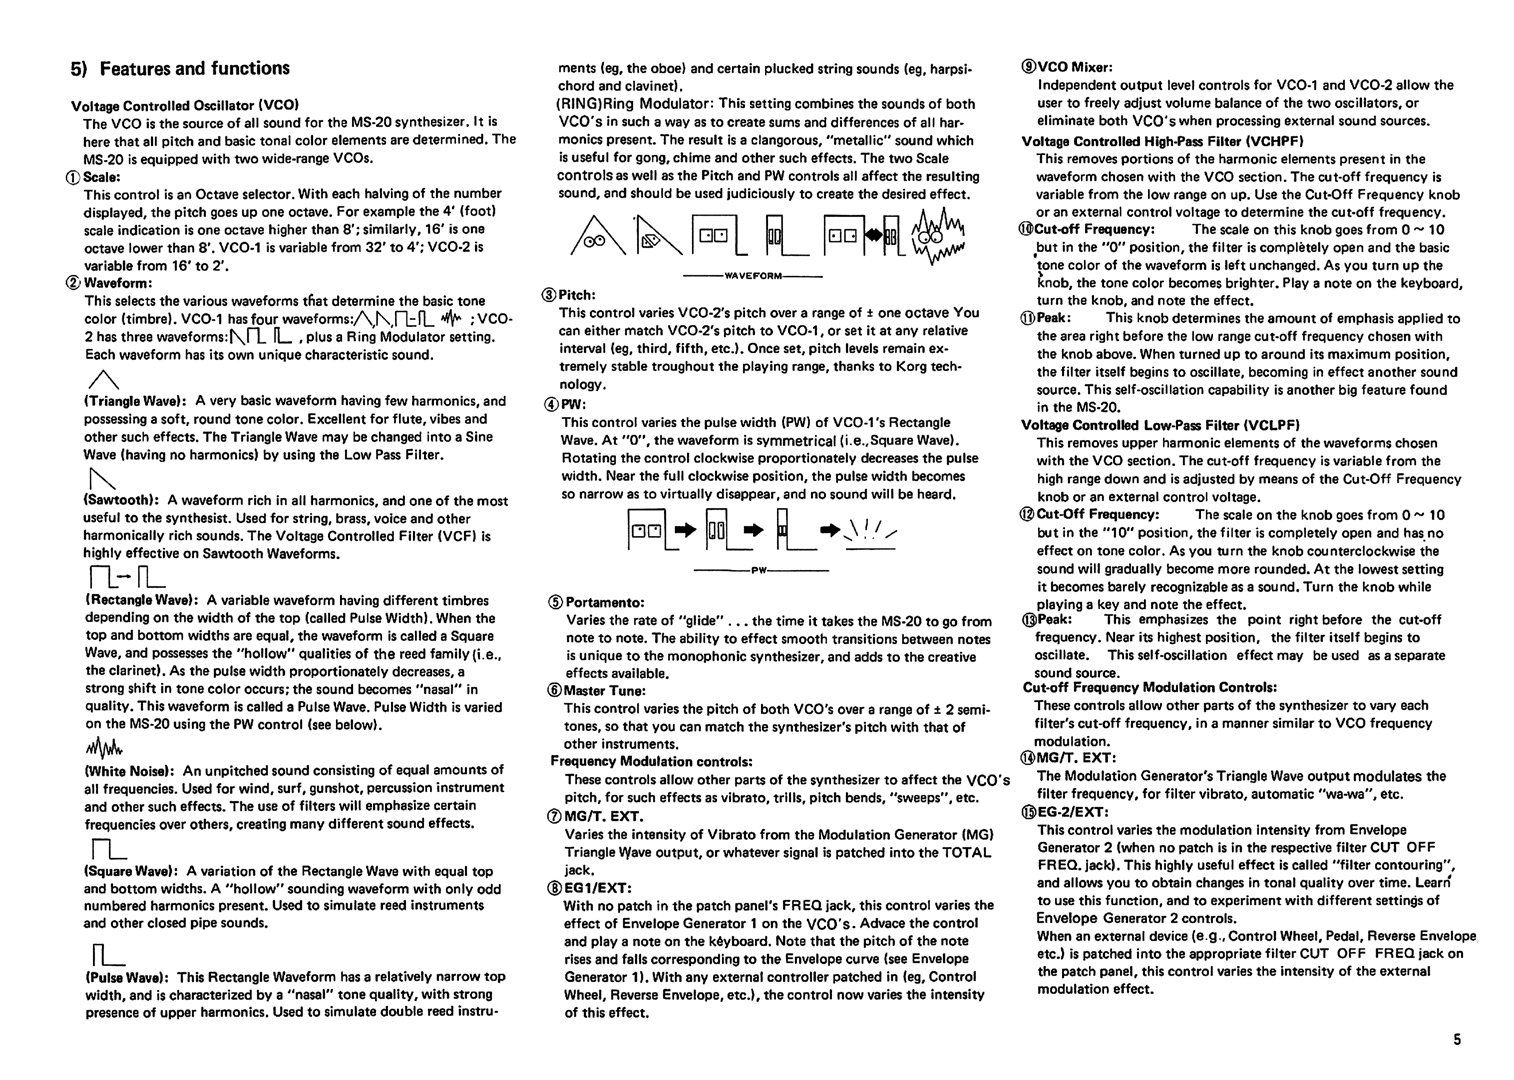 5) Features and functions
Voltage Controlled Oscillator (VCO)
The VCO is the source of all sound for the MS-20 synthesizer. It is
here that all pitch and basic tonal color elements are determined. The
MS-20 is equipped with two wide-range VCOs.
① Scale:
This control is an Octave selector. With each halving of the number
displayed, the pitch goes up one octave. For example the 4' (foot)
scale indication is one octave higher than 8'; similarly, 16' is one
octave lower than 8'. VCO-1 is variable from 32' to 4'; VCO-2 is
variable from 16' to 2'.
② Waveform:
This selects the various waveforms that determine the basic tone
color (timbre). VCO-1 has four waveforms: ; VCO-
2 has three waveforms: , plus a Ring Modulator setting.
Each waveform has its own unique characteristic sound.
(Triangle Wave): A very basic waveform having few harmonics, and
possessing a soft, round tone color. Excellent for flute, vibes and
other such effects. The Triangle Wave may be changed into a Sine
Wave (having no harmonics) by using the Low Pass Filter.
(Sawtooth): A waveform rich in all harmonics, and one of the most
useful to the synthesist. Used for string, brass, voice and other
harmonically rich sounds. The Voltage Controlled Filter (VCF) is
highly effective on Sawtooth Waveforms.
(Rectangle Wave): A variable waveform having different timbres
depending on the width of the top (called Pulse Width). When the
top and bottom widths are equal, the waveform is called a Square
Wave, and possesses the "hollow" qualities of the reed family (i.e.,
the clarinet). As the pulse width proportionately decreases, a
strong shift in tone color occurs; the sound becomes "nasal" in
quality. This waveform is called a Pulse Wave. Pulse Width is varied
on the MS-20 using the PW control (see below).
(White Noise): An unpitched sound consisting of equal amounts of
all frequencies. Used for wind, surf, gunshot, percussion instrument
and other such effects. The use of filters will emphasize certain
frequencies over others, creating many different sound effects.
(Square Wave): A variation of the Rectangle Wave with equal top
and bottom widths. A "hollow" sounding waveform with only odd
numbered harmonics present. Used to simulate reed instruments
and other closed pipe sounds.
(Pulse Wave): This Rectangle Waveform has a relatively narrow top
width, and is characterized by a "nasal" tone quality, with strong
presence of upper harmonics. Used to simulate double reed instru-
ments (eg, the oboe) and certain plucked string sounds (eg, harpsi-
chord and clavinet).
(RING)Ring Modulator: This setting combines the sounds of both
VCO's in such a way as to create sums and differences of all har-
monics present. The result is a clangorous, "metallic" sound which
is useful for gong, chime and other such effects. The two Scale
controls as well as the Pitch and PW controls all affect the resulting
sound, and should be used judiciously to create the desired effect.
WAVEFORM
③ Pitch:
This control varies VCO-2's pitch over a range of ± one octave You
can either match VCO-2's pitch to VCO-1, or set it at any relative
interval (eg, third, fifth, etc.). Once set, pitch levels remain ex-
tremely stable troughout the playing range, thanks to Korg tech-
nology.
④ PW:
This control varies the pulse width (PW) of VCO-1's Rectangle
Wave. At "0", the waveform is symmetrical (i.e., Square Wave).
Rotating the control clockwise proportionately decreases the pulse
width. Near the full clockwise position, the pulse width becomes
so narrow as to virtually disappear, and no sound will be heard.
PW
⑤ Portamento:
Varies the rate of "glide" . . . the time it takes the MS-20 to go from
note to note. The ability to effect smooth transitions between notes
is unique to the monophonic synthesizer, and adds to the creative
effects available.
⑥ Master Tune:
This control varies the pitch of both VCO's over a range of ± 2 semi-
tones, so that you can match the synthesizer's pitch with that of
other instruments.
Frequency Modulation controls:
These controls allow other parts of the synthesizer to affect the VCO's
pitch, for such effects as vibrato, trills, pitch bends, "sweeps", etc.
⑦ MG/T. EXT.
Varies the intensity of Vibrato from the Modulation Generator (MG)
Triangle Wave output, or whatever signal is patched into the TOTAL
jack.
⑧ EG1/EXT:
With no patch in the patch panel's FREQ jack, this control varies the
effect of Envelope Generator 1 on the VCO's. Advace the control
and play a note on the keyboard. Note that the pitch of the note
rises and falls corresponding to the Envelope curve (see Envelope
Generator 1). With any external controller patched in (eg, Control
Wheel, Reverse Envelope, etc.), the control now varies the intensity
of this effect.
⑨ VCO Mixer:
Independent output level controls for VCO-1 and VCO-2 allow the
user to freely adjust volume balance of the two oscillators, or
eliminate both VCO's when processing external sound sources.
Voltage Controlled High-Pass Filter (VCHPF)
This removes portions of the harmonic elements present in the
waveform chosen with the VCO section. The cut-off frequency is
variable from the low range on up. Use the Cut-Off Frequency knob
or an external control voltage to determine the cut-off frequency.
⑩ Cut-off Frequency: The scale on this knob goes from 0 ~ 10
but in the "0" position, the filter is completely open and the basic
tone color of the waveform is left unchanged. As you turn up the
knob, the tone color becomes brighter. Play a note on the keyboard,
turn the knob, and note the effect.
⑪ Peak: This knob determines the amount of emphasis applied to
the area right before the low range cut-off frequency chosen with
the knob above. When turned up to around its maximum position,
the filter itself begins to oscillate, becoming in effect another sound
source. This self-oscillation capability is another big feature found
in the MS-20.
Voltage Controlled Low-Pass Filter (VCLPF)
This removes upper harmonic elements of the waveforms chosen
with the VCO section. The cut-off frequency is variable from the
high range down and is adjusted by means of the Cut-Off Frequency
knob or an external control voltage.
⑫ Cut-Off Frequency: The scale on the knob goes from 0 ~ 10
but in the "10" position, the filter is completely open and has no
effect on tone color. As you turn the knob counterclockwise the
sound will gradually become more rounded. At the lowest setting
it becomes barely recognizable as a sound. Turn the knob while
playing a key and note the effect.
⑬ Peak: This emphasizes the point right before the cut-off
frequency. Near its highest position, the filter itself begins to
oscillate. This self-oscillation effect may be used as a separate
sound source.
Cut-off Frequency Modulation Controls:
These controls allow other parts of the synthesizer to vary each
filter's cut-off frequency, in a manner similar to VCO frequency
modulation.
⑭ MG/T. EXT:
The Modulation Generator's Triangle Wave output modulates the
filter frequency, for filter vibrato, automatic "wa-wa", etc.
⑮ EG-2/EXT:
This control varies the modulation intensity from Envelope
Generator 2 (when no patch is in the respective filter CUT OFF
FREQ. jack). This highly useful effect is called "filter contouring",
and allows you to obtain changes in tonal quality over time. Learn
to use this function, and to experiment with different settings of
Envelope Generator 2 controls.
When an external device (e.g., Control Wheel, Pedal, Reverse Envelope
etc.) is patched into the appropriate filter CUT OFF FREQ jack on
the patch panel, this control varies the intensity of the external
modulation effect.
5